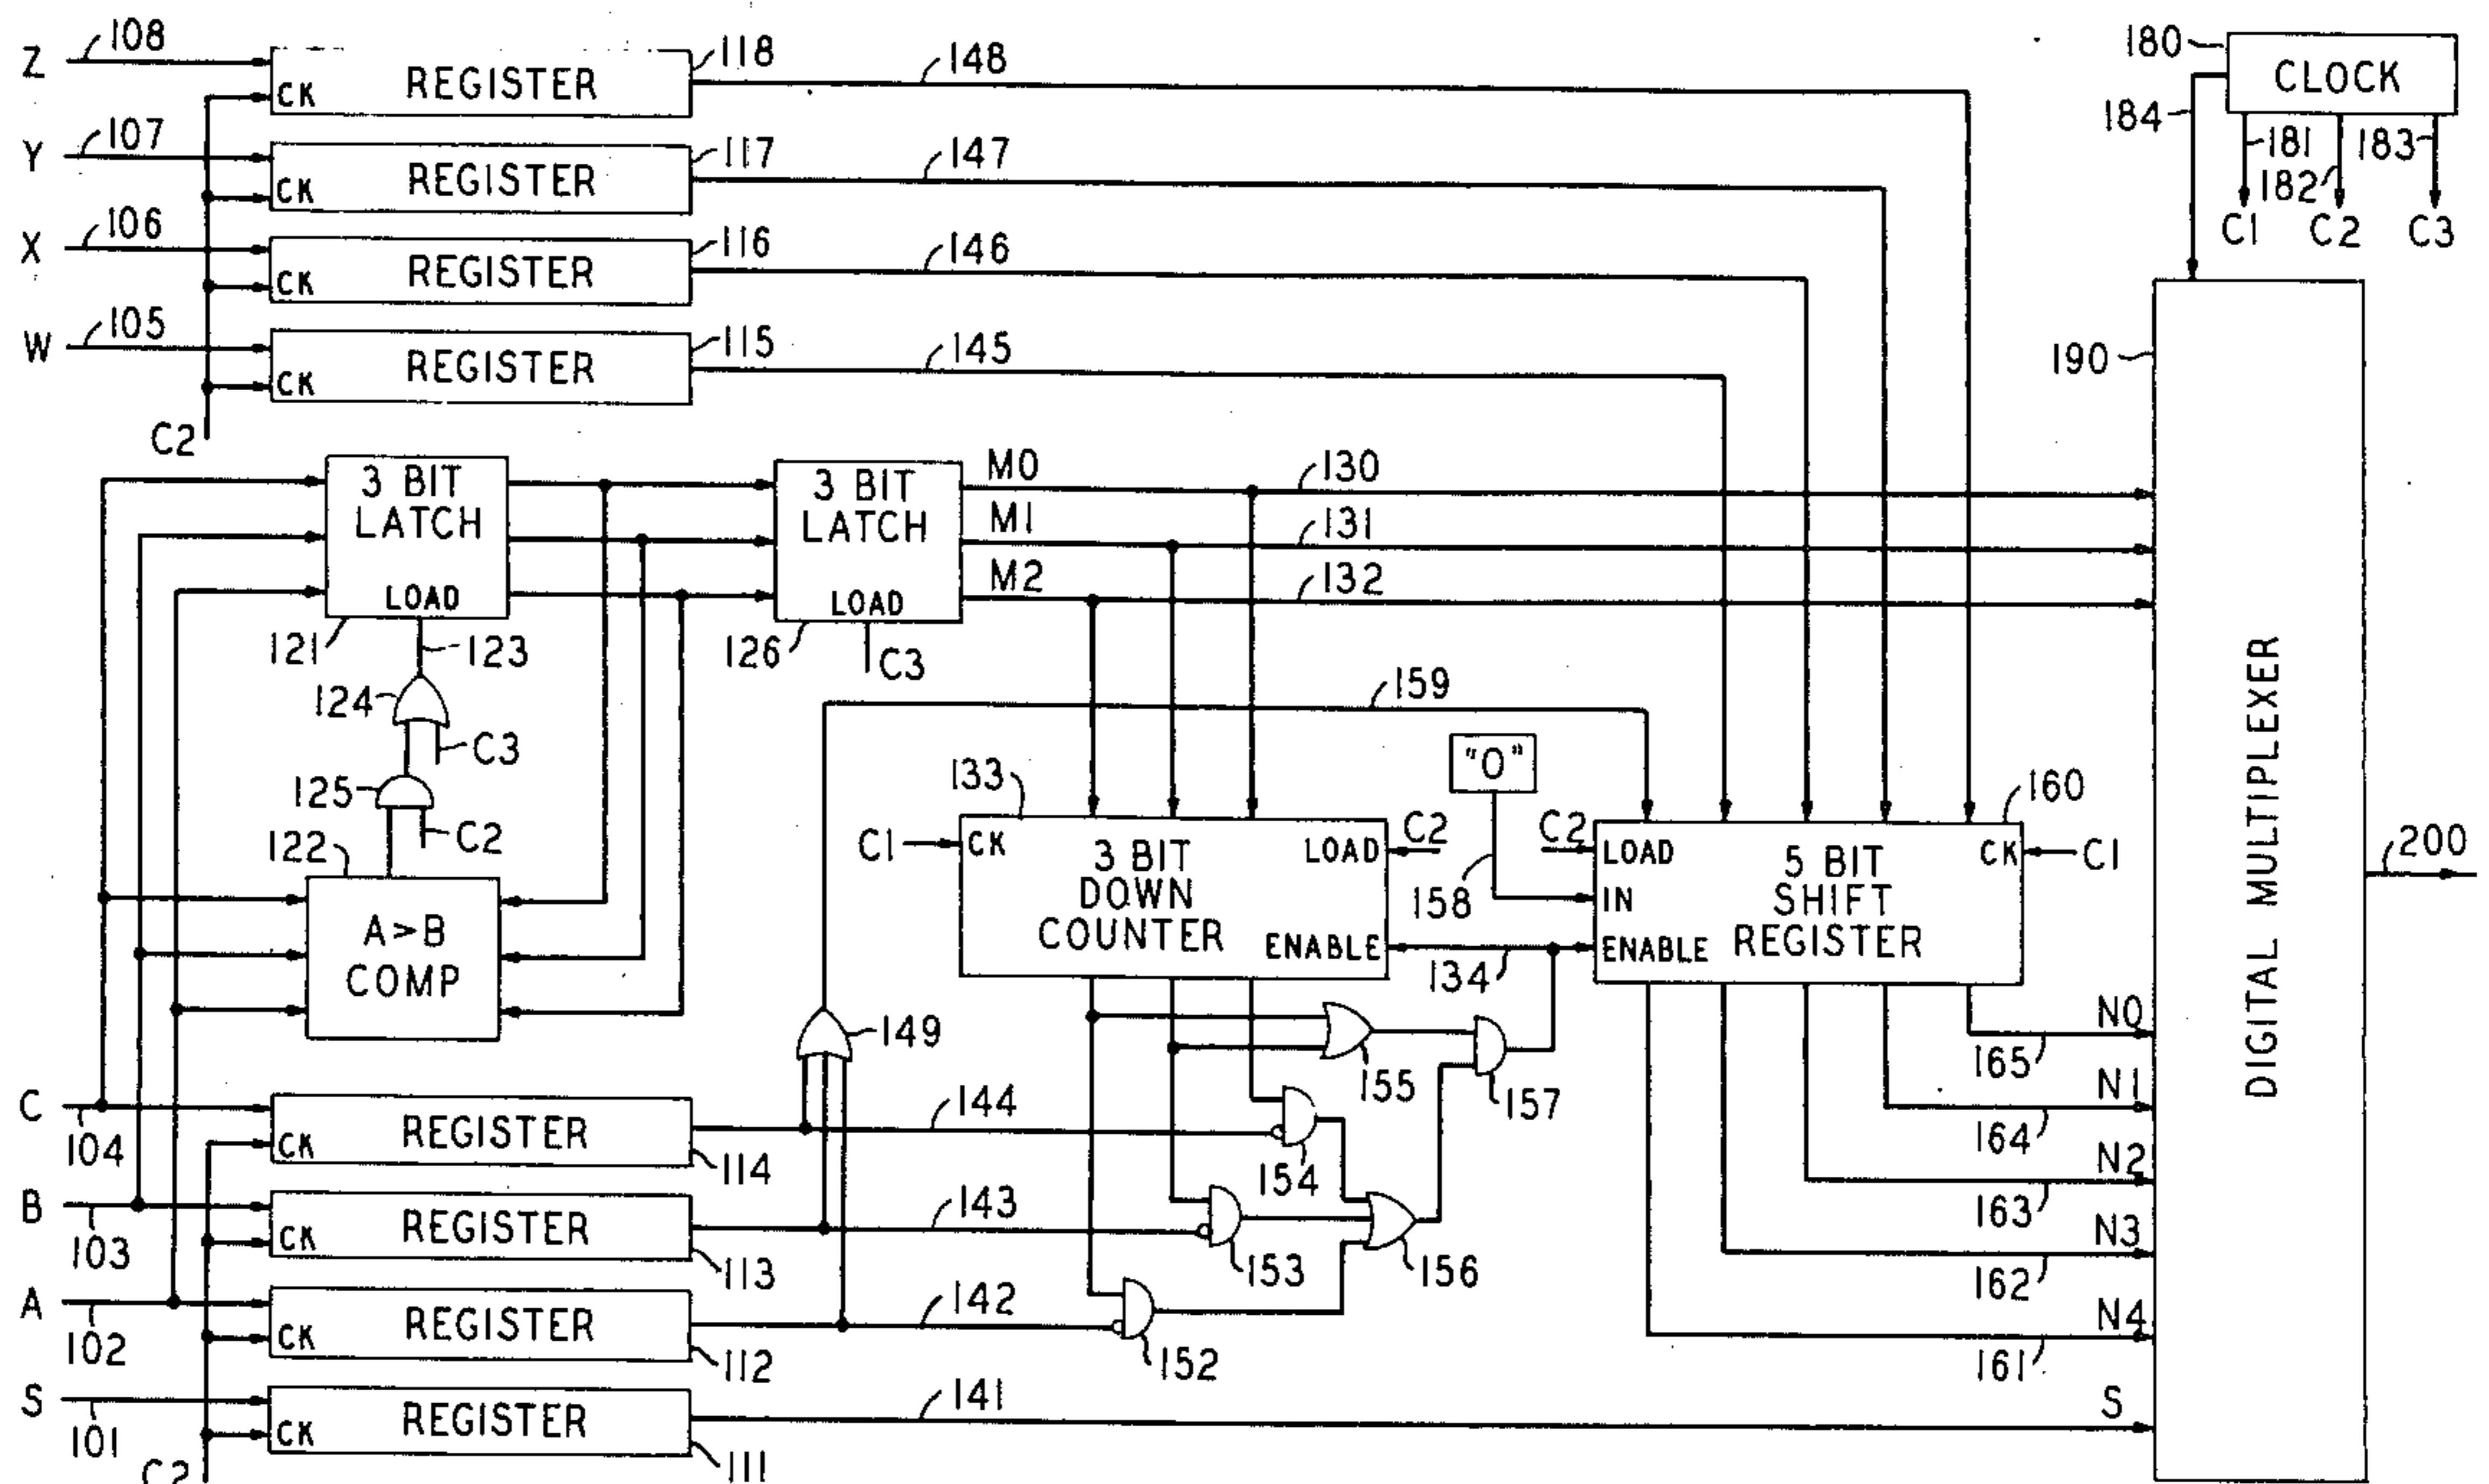 Z 108 REGISTER CK 118 148
180 CLOCK
184 181 182 183
C1 C2 C3
Y 107 REGISTER CK 117 147
X 106 REGISTER CK 116 146
W 105 REGISTER CK 115 145
C2
190
DIGITAL MULTIPLEXER
200
3 BIT
LATCH
LOAD
121
123
124
C3
125
C2
122
A>B
COMP
3 BIT
LATCH
LOAD
126
C3
M0 130
M1 131
M2 132
159
"0"
158
133
C1
CK
3 BIT
DOWN
COUNTER
LOAD
C2
ENABLE
134
160
C2
LOAD
IN
ENABLE
5 BIT
SHIFT
REGISTER
CK
C1
149
155
157
154
153
156
152
N0
165
N1
164
N2
163
N3
162
N4
161
S
C 104 REGISTER CK 114 144
B 103 REGISTER CK 113 143
A 102 REGISTER CK 112 142
S 101 REGISTER CK 111 141
C2